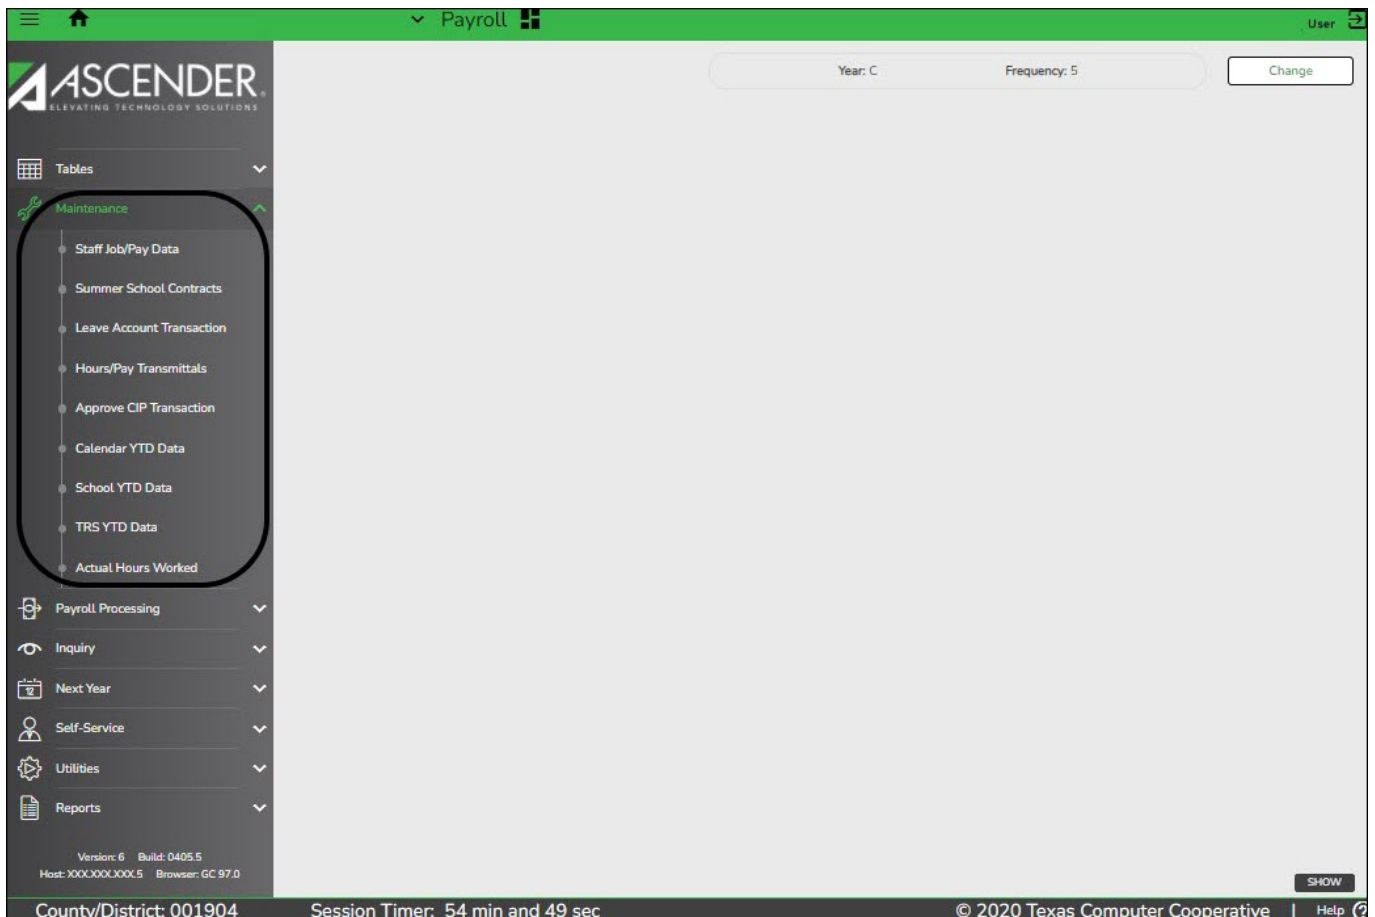 Payroll
User
ASCENDER
ELEVATING TECHNOLOGY SOLUTIONS
Year: C Frequency: 5 Change
Tables
Maintenance
Staff Job/Pay Data
Summer School Contracts
Leave Account Transaction
Hours/Pay Transmittals
Approve CIP Transaction
Calendar YTD Data
School YTD Data
TRS YTD Data
Actual Hours Worked
Payroll Processing
Inquiry
12
Next Year
Self-Service
Utilities
Reports
Version: 6 Build: 0405.5
Host: XXX.XXX.XXX.5 Browser: GC 97.0
SHOW
County/District: 001904 Session Timer: 54 min and 49 sec © 2020 Texas Computer Cooperative | Help ?